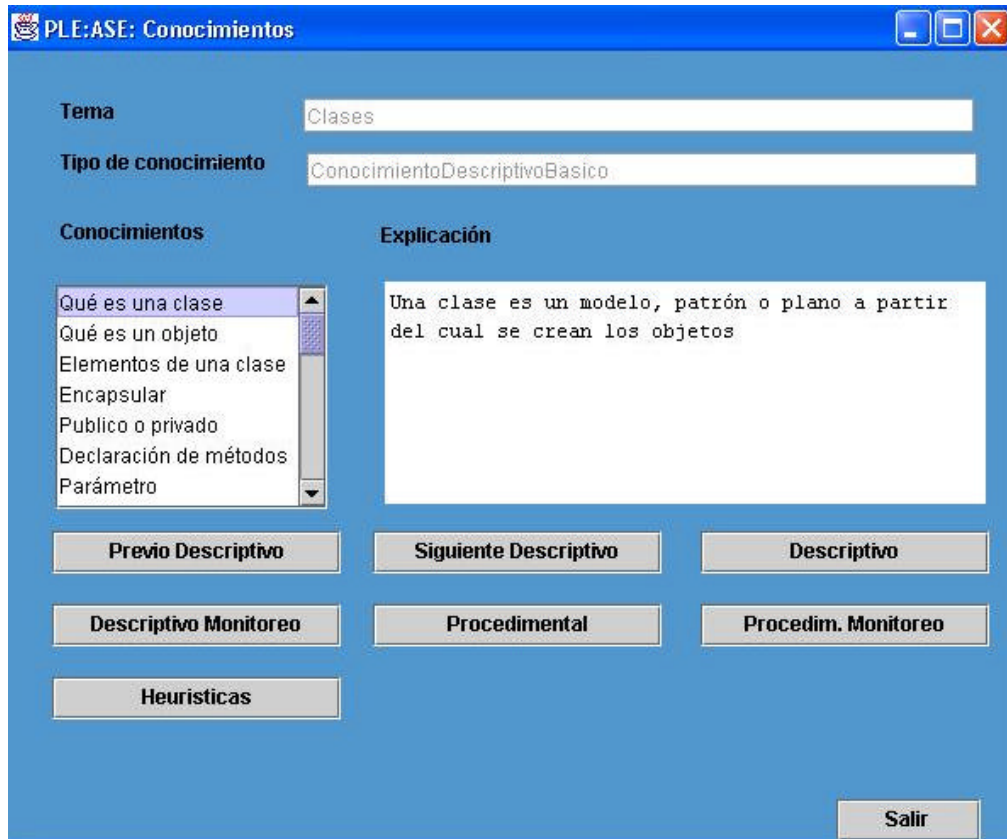 PLE:ASE: Conocimientos
Tema
Clases
Tipo de conocimiento
ConocimientoDescriptivoBasico
Conocimientos
Explicación
Qué es una clase
Qué es un objeto
Elementos de una clase
Encapsular
Publico o privado
Declaración de métodos
Parámetro
Una clase es un modelo, patrón o plano a partir
del cual se crean los objetos
Previo Descriptivo
Siguiente Descriptivo
Descriptivo
Descriptivo Monitoreo
Procedimental
Procedim. Monitoreo
Heuristicas
Salir